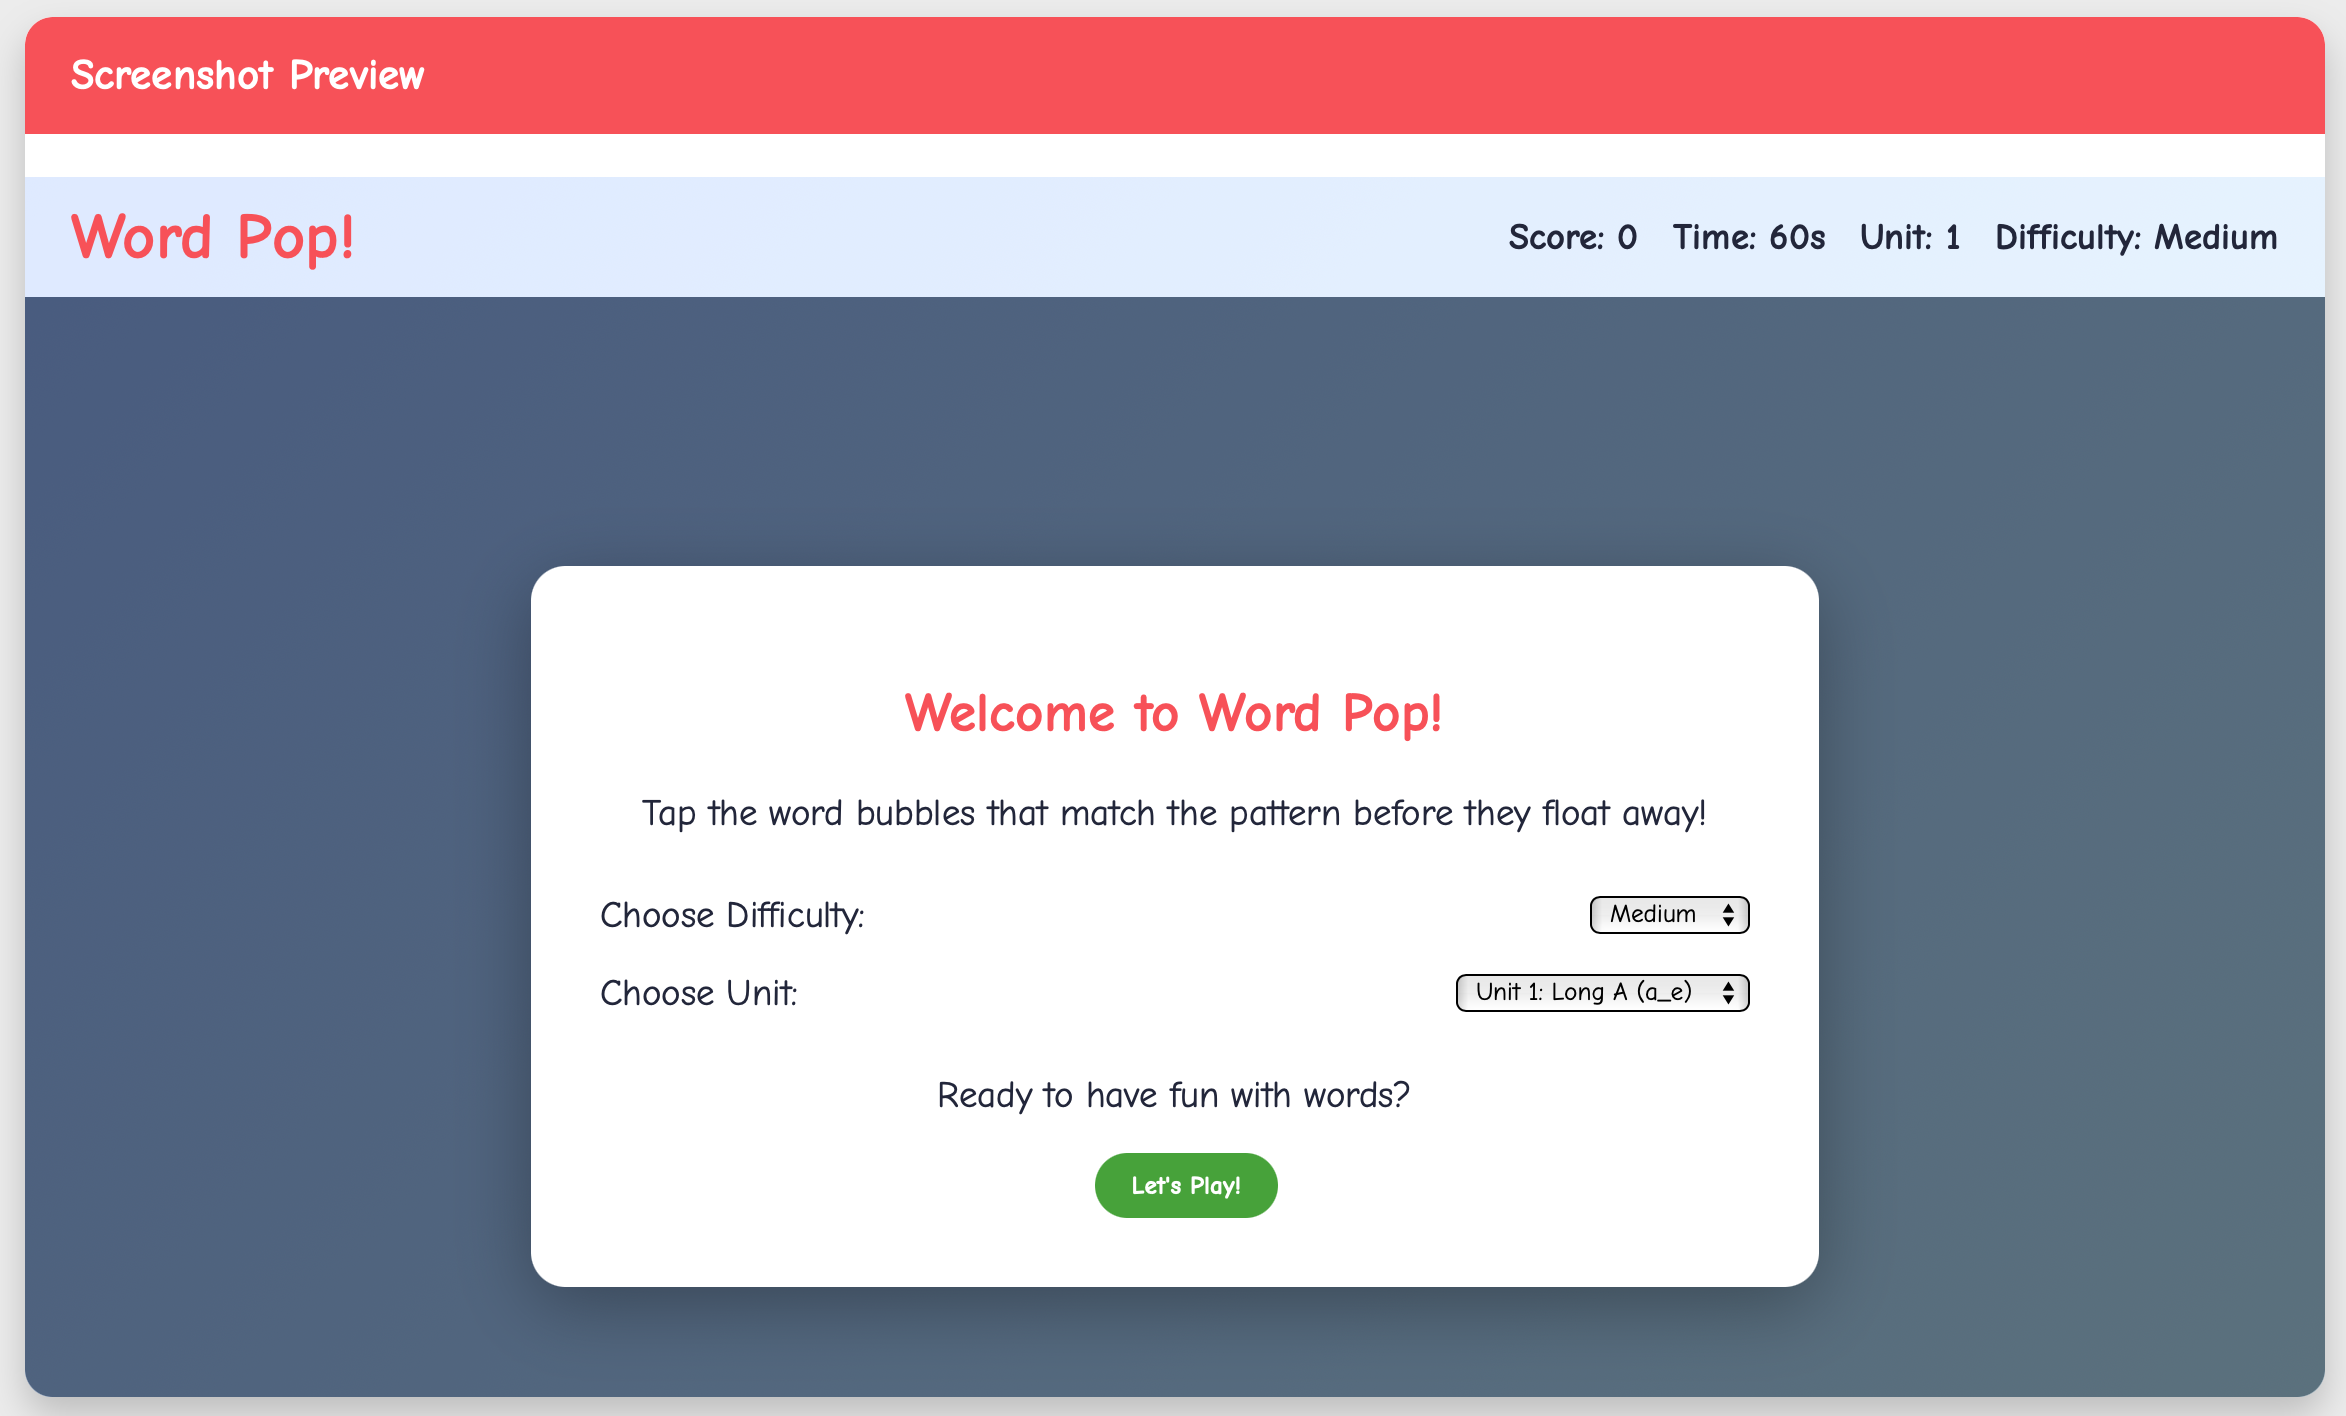 Screenshot Preview
Word Pop!
Score: 0 Time: 60s Unit: 1 Difficulty: Medium
Welcome to Word Pop!
Tap the word bubbles that match the pattern before they float away!
Choose Difficulty: Medium
Choose Unit: Unit 1: Long A (a_e)
Ready to have fun with words?
Let's Play!